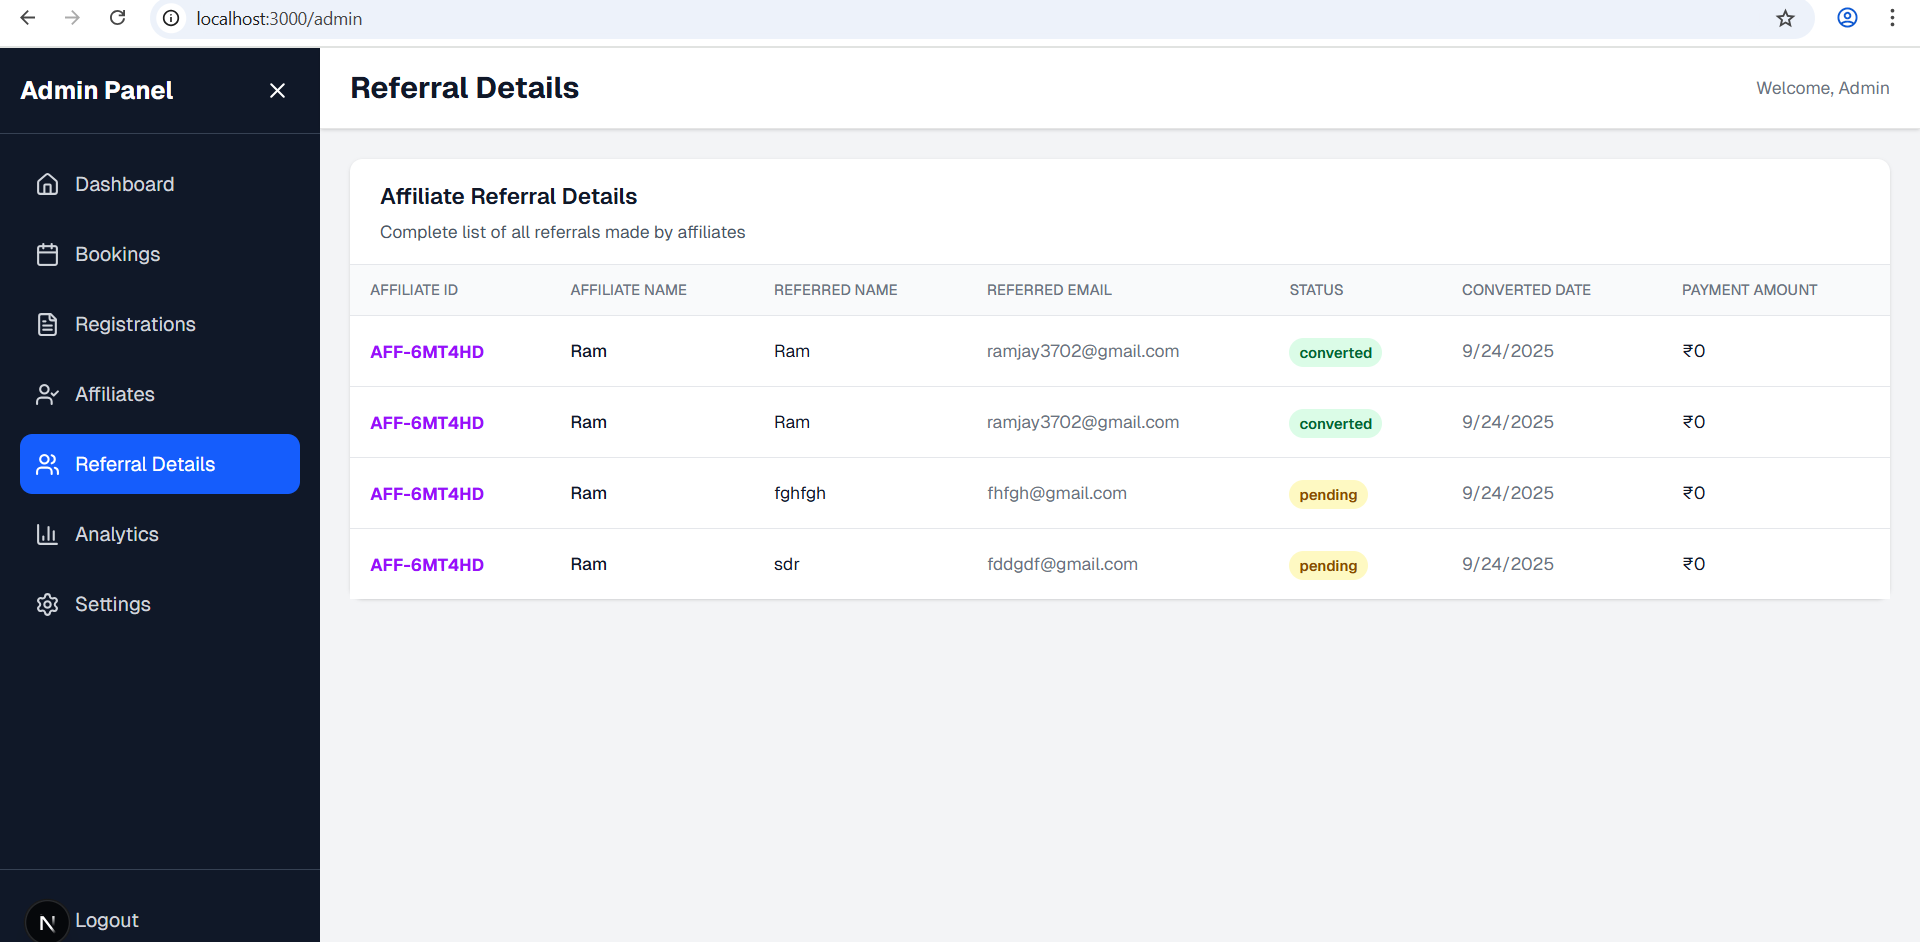 localhost:3000/admin
Admin Panel
Referral Details
Welcome, Admin
Dashboard
Bookings
Registrations
Affiliates
Referral Details
Analytics
Settings
N Logout
Affiliate Referral Details
Complete list of all referrals made by affiliates
AFFILIATE ID AFFILIATE NAME REFERRED NAME REFERRED EMAIL STATUS CONVERTED DATE PAYMENT AMOUNT
AFF-6MT4HD Ram Ram ramjay3702@gmail.com converted 9/24/2025 ₹0
AFF-6MT4HD Ram Ram ramjay3702@gmail.com converted 9/24/2025 ₹0
AFF-6MT4HD Ram fghfgh fhfgh@gmail.com pending 9/24/2025 ₹0
AFF-6MT4HD Ram sdr fddgdf@gmail.com pending 9/24/2025 ₹0